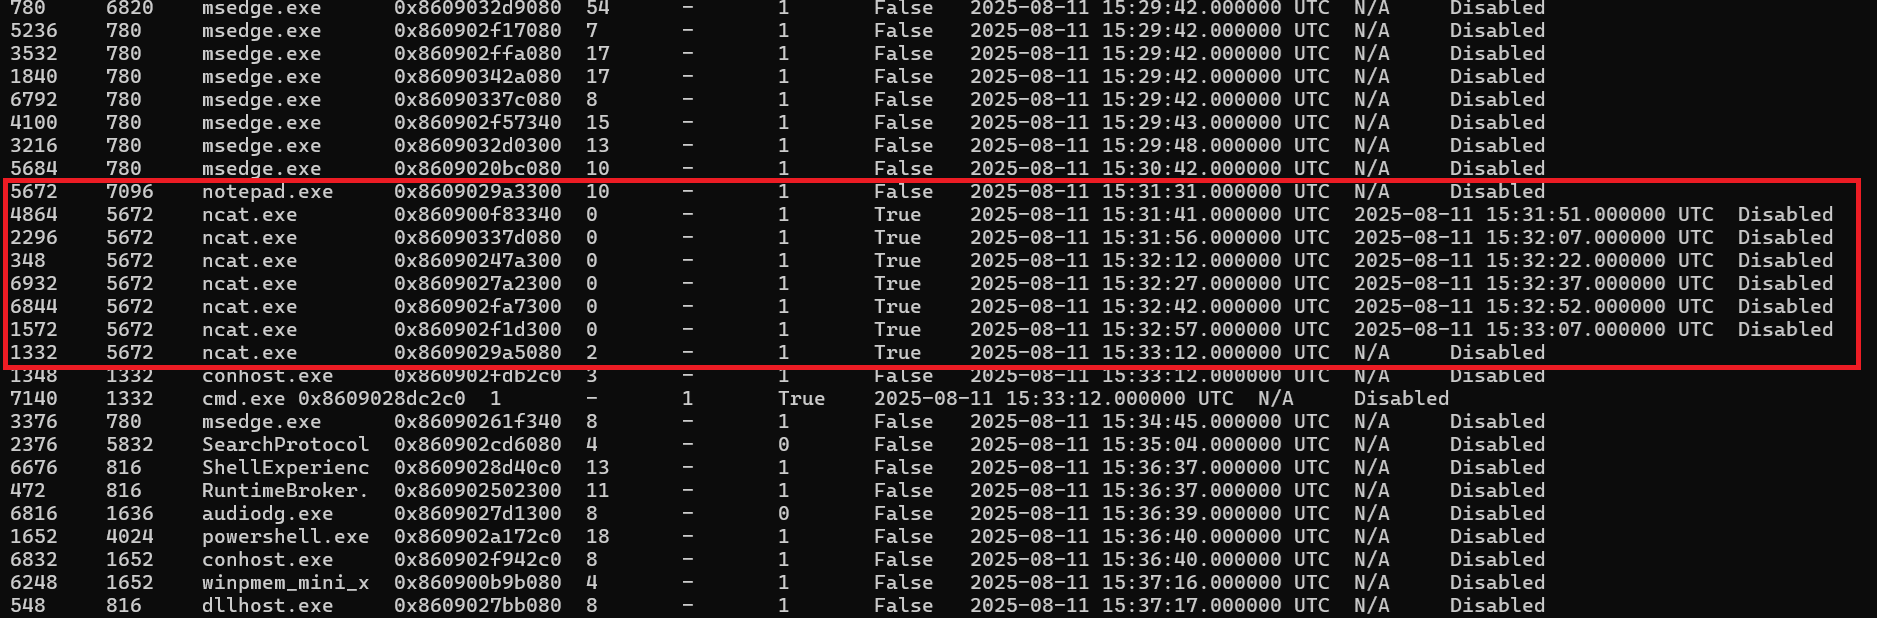 780 6820 msedge.exe 0x8609032d9080 54 - 1 False 2025-08-11 15:29:42.000000 UTC N/A Disabled
5236 780 msedge.exe 0x860902f17080 7 - 1 False 2025-08-11 15:29:42.000000 UTC N/A Disabled
3532 780 msedge.exe 0x860902ffa080 17 - 1 False 2025-08-11 15:29:42.000000 UTC N/A Disabled
1840 780 msedge.exe 0x86090342a080 17 - 1 False 2025-08-11 15:29:42.000000 UTC N/A Disabled
6792 780 msedge.exe 0x86090337c080 8 - 1 False 2025-08-11 15:29:42.000000 UTC N/A Disabled
4100 780 msedge.exe 0x860902f57340 15 - 1 False 2025-08-11 15:29:43.000000 UTC N/A Disabled
3216 780 msedge.exe 0x8609032d0300 13 - 1 False 2025-08-11 15:29:48.000000 UTC N/A Disabled
5684 780 msedge.exe 0x8609020bc080 10 - 1 False 2025-08-11 15:30:42.000000 UTC N/A Disabled
5672 7096 notepad.exe 0x8609029a3300 10 - 1 False 2025-08-11 15:31:31.000000 UTC N/A Disabled
4864 5672 ncat.exe 0x860900f83340 0 - 1 True 2025-08-11 15:31:41.000000 UTC 2025-08-11 15:31:51.000000 UTC Disabled
2296 5672 ncat.exe 0x86090337d080 0 - 1 True 2025-08-11 15:31:56.000000 UTC 2025-08-11 15:32:07.000000 UTC Disabled
348 5672 ncat.exe 0x86090247a300 0 - 1 True 2025-08-11 15:32:12.000000 UTC 2025-08-11 15:32:22.000000 UTC Disabled
6932 5672 ncat.exe 0x8609027a2300 0 - 1 True 2025-08-11 15:32:27.000000 UTC 2025-08-11 15:32:37.000000 UTC Disabled
6844 5672 ncat.exe 0x860902fa7300 0 - 1 True 2025-08-11 15:32:42.000000 UTC 2025-08-11 15:32:52.000000 UTC Disabled
1572 5672 ncat.exe 0x860902f1d300 0 - 1 True 2025-08-11 15:32:57.000000 UTC 2025-08-11 15:33:07.000000 UTC Disabled
1332 5672 ncat.exe 0x8609029a5080 2 - 1 True 2025-08-11 15:33:12.000000 UTC N/A Disabled
1348 1332 conhost.exe 0x860902fdb2c0 3 - 1 False 2025-08-11 15:33:12.000000 UTC N/A Disabled
7140 1332 cmd.exe 0x8609028dc2c0 1 - 1 True 2025-08-11 15:33:12.000000 UTC N/A Disabled
3376 780 msedge.exe 0x86090261f340 8 - 1 False 2025-08-11 15:34:45.000000 UTC N/A Disabled
2376 5832 SearchProtocol 0x860902cd6080 4 - 0 False 2025-08-11 15:35:04.000000 UTC N/A Disabled
6676 816 ShellExperienc 0x8609028d40c0 13 - 1 False 2025-08-11 15:36:37.000000 UTC N/A Disabled
472 816 RuntimeBroker. 0x860902502300 11 - 1 False 2025-08-11 15:36:37.000000 UTC N/A Disabled
6816 1636 audiodg.exe 0x8609027d1300 8 - 0 False 2025-08-11 15:36:39.000000 UTC N/A Disabled
1652 4024 powershell.exe 0x860902a172c0 18 - 1 False 2025-08-11 15:36:40.000000 UTC N/A Disabled
6832 1652 conhost.exe 0x860902f942c0 8 - 1 False 2025-08-11 15:36:40.000000 UTC N/A Disabled
6248 1652 winpmem_mini_x 0x860900b9b080 4 - 1 False 2025-08-11 15:37:16.000000 UTC N/A Disabled
548 816 dllhost.exe 0x8609027bb080 8 - 1 False 2025-08-11 15:37:17.000000 UTC N/A Disabled